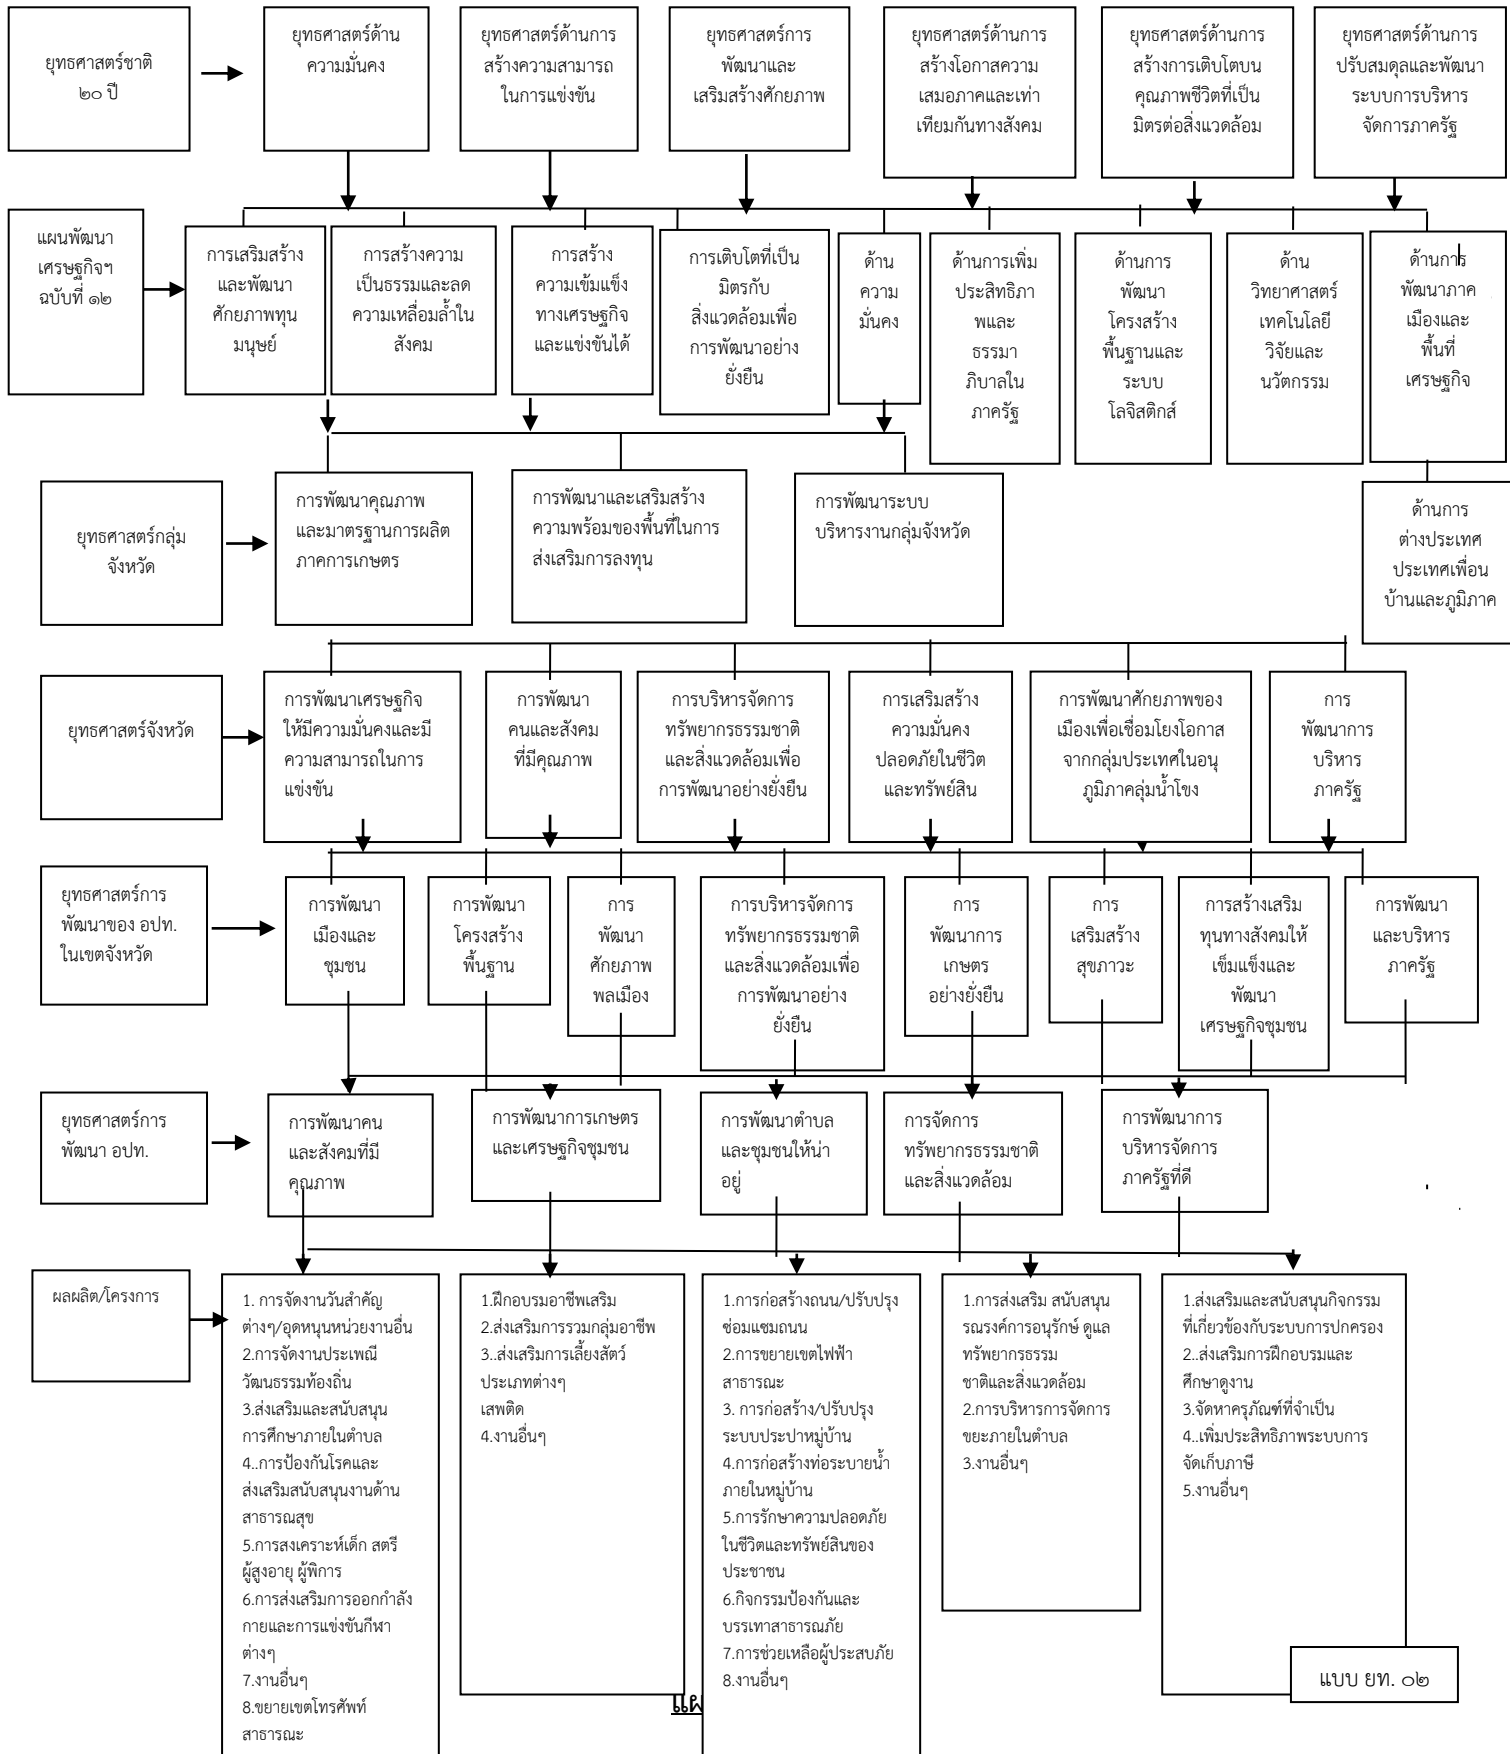 ยุทธศาสตร์ชาติ
๒๐ ปี
ยุทธศาสตร์ด้าน
ความมั่นคง
ยุทธศาสตร์ด้านการ
สร้างความสามารถ
ในการแข่งขัน
ยุทธศาสตร์การ
พัฒนาและ
เสริมสร้างศักยภาพ
ยุทธศาสตร์ด้านการ
สร้างโอกาสความ
เสมอภาคและเท่า
เทียมกันทางสังคม
ยุทธศาสตร์ด้านการ
สร้างการเติบโตบน
คุณภาพชีวิตที่เป็น
มิตรต่อสิ่งแวดล้อม
ยุทธศาสตร์ด้านการ
ปรับสมดุลและพัฒนา
ระบบการบริหาร
จัดการภาครัฐ
แผนพัฒนา
เศรษฐกิจฯ
ฉบับที่ ๑๒
การเสริมสร้าง
และพัฒนา
ศักยภาพทุน
มนุษย์
การสร้างความ
เป็นธรรมและลด
ความเหลื่อมล้ำใน
สังคม
การสร้าง
ความเข้มแข็ง
ทางเศรษฐกิจ
และแข่งขันได้
การเติบโตที่เป็น
มิตรกับ
สิ่งแวดล้อมเพื่อ
การพัฒนาอย่าง
ยั่งยืน
ด้าน
ความ
มั่นคง
ด้านการเพิ่ม
ประสิทธิภา
พและ
ธรรมา
ภิบาลใน
ภาครัฐ
ด้านการ
พัฒนา
โครงสร้าง
พื้นฐานและ
ระบบ
โลจิสติกส์
ด้าน
วิทยาศาสตร์
เทคโนโลยี
วิจัยและ
นวัตกรรม
ด้านการ
พัฒนาภาค
เมืองและ
พื้นที่
เศรษฐกิจ
ยุทธศาสตร์กลุ่ม
จังหวัด
การพัฒนาคุณภาพ
และมาตรฐานการผลิต
ภาคการเกษตร
การพัฒนาและเสริมสร้าง
ความพร้อมของพื้นที่ในการ
ส่งเสริมการลงทุน
การพัฒนาระบบ
บริหารงานกลุ่มจังหวัด
ด้านการ
ต่างประเทศ
ประเทศเพื่อน
บ้านและภูมิภาค
ยุทธศาสตร์จังหวัด
การพัฒนาเศรษฐกิจ
ให้มีความมั่นคงและมี
ความสามารถในการ
แข่งขัน
การพัฒนา
คนและสังคม
ที่มีคุณภาพ
การบริหารจัดการ
ทรัพยากรธรรมชาติ
และสิ่งแวดล้อมเพื่อ
การพัฒนาอย่างยั่งยืน
การเสริมสร้าง
ความมั่นคง
ปลอดภัยในชีวิต
และทรัพย์สิน
การพัฒนาศักยภาพของ
เมืองเพื่อเชื่อมโยงโอกาส
จากกลุ่มประเทศในอนุ
ภูมิภาคลุ่มน้ำโขง
การ
พัฒนาการ
บริหาร
ภาครัฐ
ยุทธศาสตร์การ
พัฒนาของ อปท.
ในเขตจังหวัด
การพัฒนา
เมืองและ
ชุมชน
การพัฒนา
โครงสร้าง
พื้นฐาน
การ
พัฒนา
ศักยภาพ
พลเมือง
การบริหารจัดการ
ทรัพยากรธรรมชาติ
และสิ่งแวดล้อมเพื่อ
การพัฒนาอย่าง
ยั่งยืน
การ
พัฒนาการ
เกษตร
อย่างยั่งยืน
การ
เสริมสร้าง
สุขภาวะ
การสร้างเสริม
ทุนทางสังคมให้
เข็มแข็งและ
พัฒนา
เศรษฐกิจชุมชน
การพัฒนา
และบริหาร
ภาครัฐ
ยุทธศาสตร์การ
พัฒนา อปท.
การพัฒนาคน
และสังคมที่มี
คุณภาพ
การพัฒนาการเกษตร
และเศรษฐกิจชุมชน
การพัฒนาตำบล
และชุมชนให้น่า
อยู่
การจัดการ
ทรัพยากรธรรมชาติ
และสิ่งแวดล้อม
การพัฒนาการ
บริหารจัดการ
ภาครัฐที่ดี
ผลผลิต/โครงการ
1. การจัดงานวันสำคัญ
ต่างๆ/อุดหนุนหน่วยงานอื่น
2.การจัดงานประเพณี
วัฒนธรรมท้องถิ่น
3.ส่งเสริมและสนับสนุน
การศึกษาภายในตำบล
4..การป้องกันโรคและ
ส่งเสริมสนับสนุนงานด้าน
สาธารณสุข
5.การสงเคราะห์เด็ก สตรี
ผู้สูงอายุ ผู้พิการ
6.การส่งเสริมการออกกำลัง
กายและการแข่งขันกีฬา
ต่างๆ
7.งานอื่นๆ
8.ขยายเขตโทรศัพท์
สาธารณะ
1.ฝึกอบรมอาชีพเสริม
2.ส่งเสริมการรวมกลุ่มอาชีพ
3..ส่งเสริมการเลี้ยงสัตว์
ประเภทต่างๆ
เสพติด
4.งานอื่นๆ
1.การก่อสร้างถนน/ปรับปรุง
ซ่อมแซมถนน
2.การขยายเขตไฟฟ้า
สาธารณะ
3. การก่อสร้าง/ปรับปรุง
ระบบประปาหมู่บ้าน
4.การก่อสร้างท่อระบายน้ำ
ภายในหมู่บ้าน
5.การรักษาความปลอดภัย
ในชีวิตและทรัพย์สินของ
ประชาชน
6.กิจกรรมป้องกันและ
บรรเทาสาธารณภัย
7.การช่วยเหลือผู้ประสบภัย
8.งานอื่นๆ
1.การส่งเสริม สนับสนุน
รณรงค์การอนุรักษ์ ดูแล
ทรัพยากรธรรม
ชาติและสิ่งแวดล้อม
2.การบริหารการจัดการ
ขยะภายในตำบล
3.งานอื่นๆ
1.ส่งเสริมและสนับสนุนกิจกรรม
ที่เกี่ยวข้องกับระบบการปกครอง
2..ส่งเสริมการฝึกอบรมและ
ศึกษาดูงาน
3.จัดหาครุภัณฑ์ที่จำเป็น
4..เพิ่มประสิทธิภาพระบบการ
จัดเก็บภาษี
5.งานอื่นๆ
แบบ ยท. ๐๒